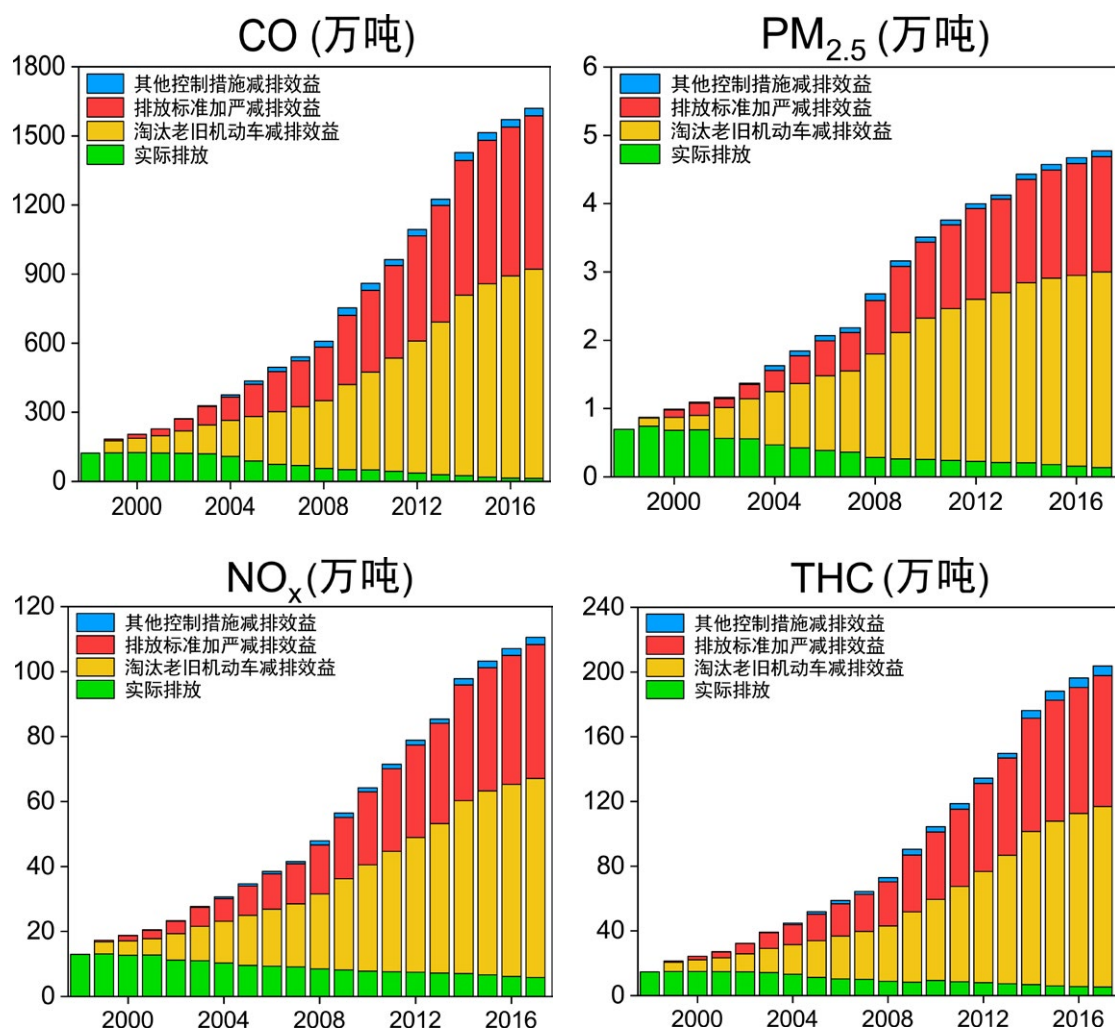 CO (万吨)
1800
1500
1200
900
600
300
0
其他控制措施减排效益
排放标准加严减排效益
淘汰老旧机动车减排效益
实际排放
2000 2004 2008 2012 2016
PM2.5 (万吨)
6
5
4
3
2
1
0
其他控制措施减排效益
排放标准加严减排效益
淘汰老旧机动车减排效益
实际排放
2000 2004 2008 2012 2016
NOx (万吨)
120
100
80
60
40
20
0
其他控制措施减排效益
排放标准加严减排效益
淘汰老旧机动车减排效益
实际排放
2000 2004 2008 2012 2016
THC (万吨)
240
200
160
120
80
40
0
其他控制措施减排效益
排放标准加严减排效益
淘汰老旧机动车减排效益
实际排放
2000 2004 2008 2012 2016